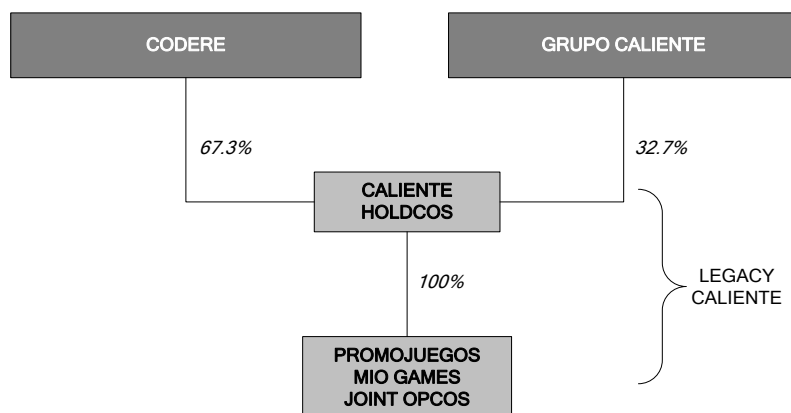 CODERE
GRUPO CALIENTE
67.3%
32.7%
CALIENTE
HOLDCOS
100%
LEGACY
CALIENTE
PROMOJUEGOS
MIO GAMES
JOINT OPCOS